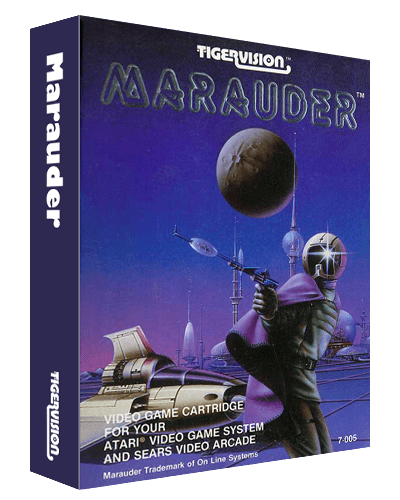 Marauder
TIGERVISION
TIGERVISION™
MARAUDER™
VIDEO GAME CARTRIDGE
FOR YOUR
ATARI® VIDEO GAME SYSTEM
AND SEARS VIDEO ARCADE
7-005
Marauder Trademark of On Line Systems